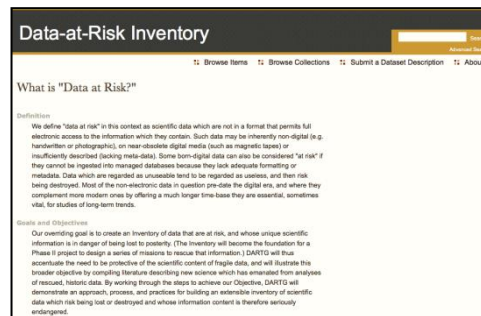 Data-at-Risk Inventory
Sea
Advanced Sea
Browse Items Browse Collections Submit a Dataset Description Abou
What is "Data at Risk?"
Definition
We define "data at risk" in this context as scientific data which are not in a format that permits full
electronic access to the information which they contain. Such data may be inherently non-digital (e.g.
handwritten or photographic), on near-obsolete digital media (such as magnetic tapes) or
insufficiently described (lacking meta-data). Some born-digital data can also be considered "at risk" if
they cannot be ingested into managed databases because they lack adequate formatting or
metadata. Data which are regarded as unuseable tend to be regarded as useless, and then risk
being destroyed. Most of the non-electronic data in question pre-date the digital era, and where they
complement more modern ones by offering a much longer time-base they are essential, sometimes
vital, for studies of long-term trends.
Goals and Objectives
Our overriding goal is to create an Inventory of data that are at risk, and whose unique scientific
information is in danger of being lost to posterity. (The Inventory will become the foundation for a
Phase II project to design a series of missions to rescue that information.) DARTG will thus
accentuate the need to be protective of the scientific content of fragile data, and will illustrate this
broader objective by compiling literature describing new science which has emanated from analyses
of rescued, historic data. By working through the steps to achieve our Objective, DARTG will
demonstrate an approach, process, and practices for building an extensible inventory of scientific
data which risk being lost or destroyed and whose information content is therefore seriously
endangered.